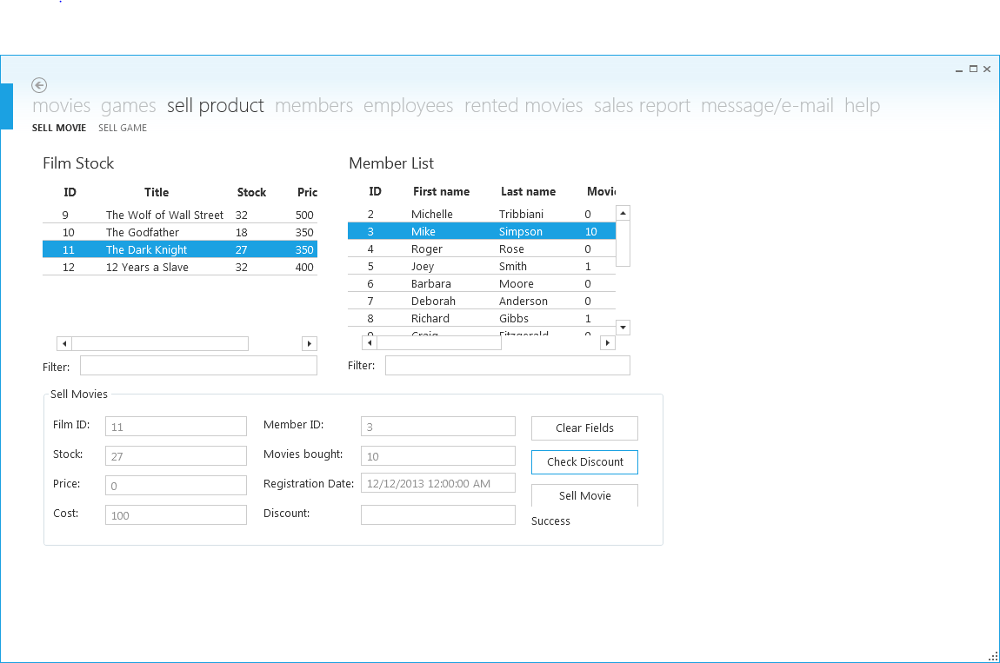 movies games sell product members employees rented movies sales report message/e-mail help
SELL MOVIE SELL GAME
Film Stock
ID Title Stock Pric
9 The Wolf of Wall Street 32 500
10 The Godfather 18 350
11 The Dark Knight 27 350
12 12 Years a Slave 32 400
Filter:
Member List
ID First name Last name Movi
2 Michelle Tribbiani 0
3 Mike Simpson 10
4 Roger Rose 0
5 Joey Smith 1
6 Barbara Moore 0
7 Deborah Anderson 0
8 Richard Gibbs 1
9 Craig Fitzgerald 0
Filter:
Sell Movies
Film ID: 11 Member ID: 3 Clear Fields
Stock: 27 Movies bought: 10 Check Discount
Price: 0 Registration Date: 12/12/2013 12:00:00 AM Sell Movie
Cost: 100 Discount: Success